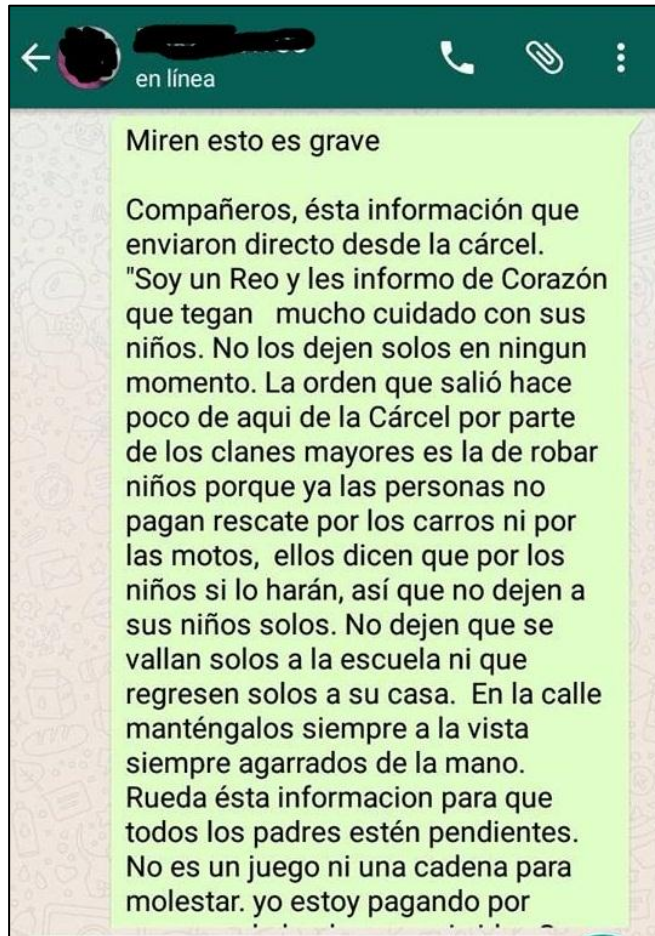 en línea
Miren esto es grave
Compañeros, ésta información que
enviaron directo desde la cárcel.
"Soy un Reo y les informo de Corazón
que tegan mucho cuidado con sus
niños. No los dejen solos en ningun
momento. La orden que salió hace
poco de aqui de la Cárcel por parte
de los clanes mayores es la de robar
niños porque ya las personas no
pagan rescate por los carros ni por
las motos, ellos dicen que por los
niños si lo harán, así que no dejen a
sus niños solos. No dejen que se
vallan solos a la escuela ni que
regresen solos a su casa. En la calle
manténgalos siempre a la vista
siempre agarrados de la mano.
Rueda ésta informacion para que
todos los padres estén pendientes.
No es un juego ni una cadena para
molestar. yo estoy pagando por